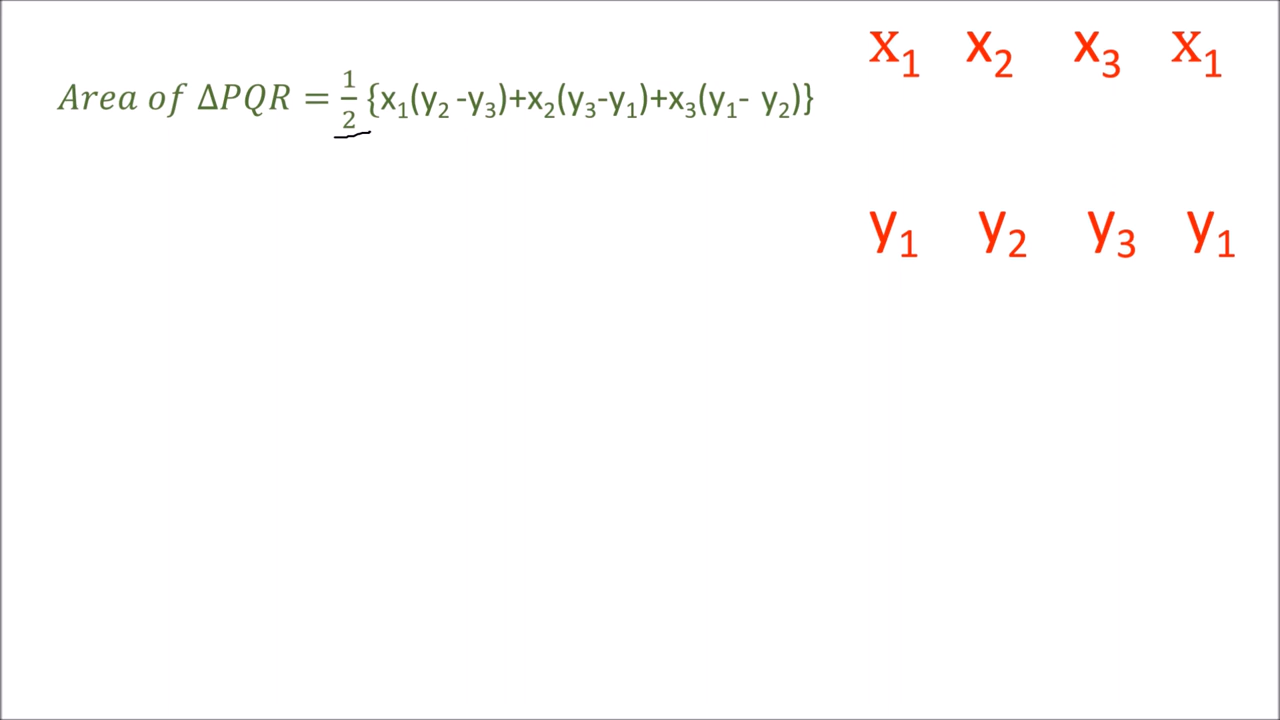 x₁ x₂ x₃ x₁
Area of ΔPQR = 1/2 {x₁(y₂ -y₃)+x₂(y₃-y₁)+x₃(y₁- y₂)}
y₁ y₂ y₃ y₁